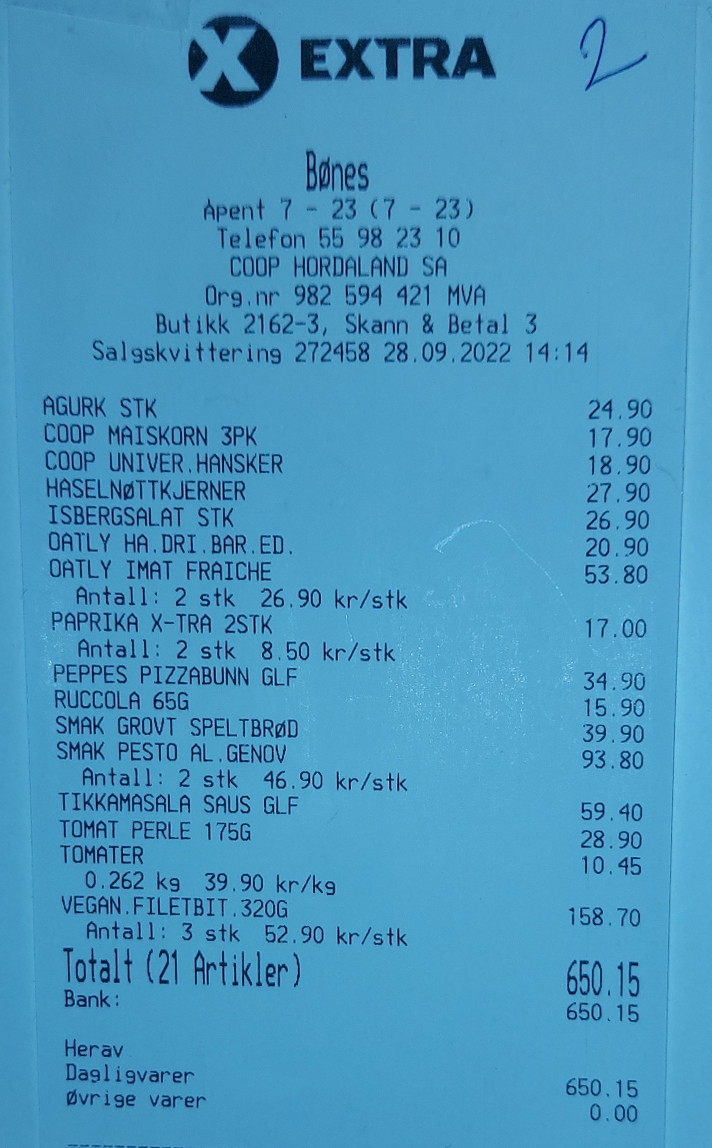 X EXTRA
2
Bønes
Åpent 7 - 23 (7 - 23)
Telefon 55 98 23 10
COOP HORDALAND SA
Org.nr 982 594 421 MVA
Butikk 2162-3, Skann & Betal 3
Salgskvittering 272458 28.09.2022 14:14
AGURK STK 24.90
COOP MAISKORN 3PK 17.90
COOP UNIVER.HANSKER 18.90
HASELNØTTKJERNER 27.90
ISBERGSALAT STK 26.90
OATLY HA.DRI.BAR.ED. 20.90
OATLY IMAT FRAICHE 53.80
Antall: 2 stk 26.90 kr/stk
PAPRIKA X-TRA 2STK 17.00
Antall: 2 stk 8.50 kr/stk
PEPPES PIZZABUNN GLF 34.90
RUCCOLA 65G 15.90
SMAK GROVT SPELTBRØD 39.90
SMAK PESTO AL.GENOV 93.80
Antall: 2 stk 46.90 kr/stk
TIKKAMASALA SAUS GLF 59.40
TOMAT PERLE 175G 28.90
TOMATER 10.45
0.262 kg 39.90 kr/kg
VEGAN.FILETBIT.320G 158.70
Antall: 3 stk 52.90 kr/stk
Totalt (21 Artikler) 650.15
Bank: 650.15
Herav
Dagligvarer 650.15
Øvrige varer 0.00